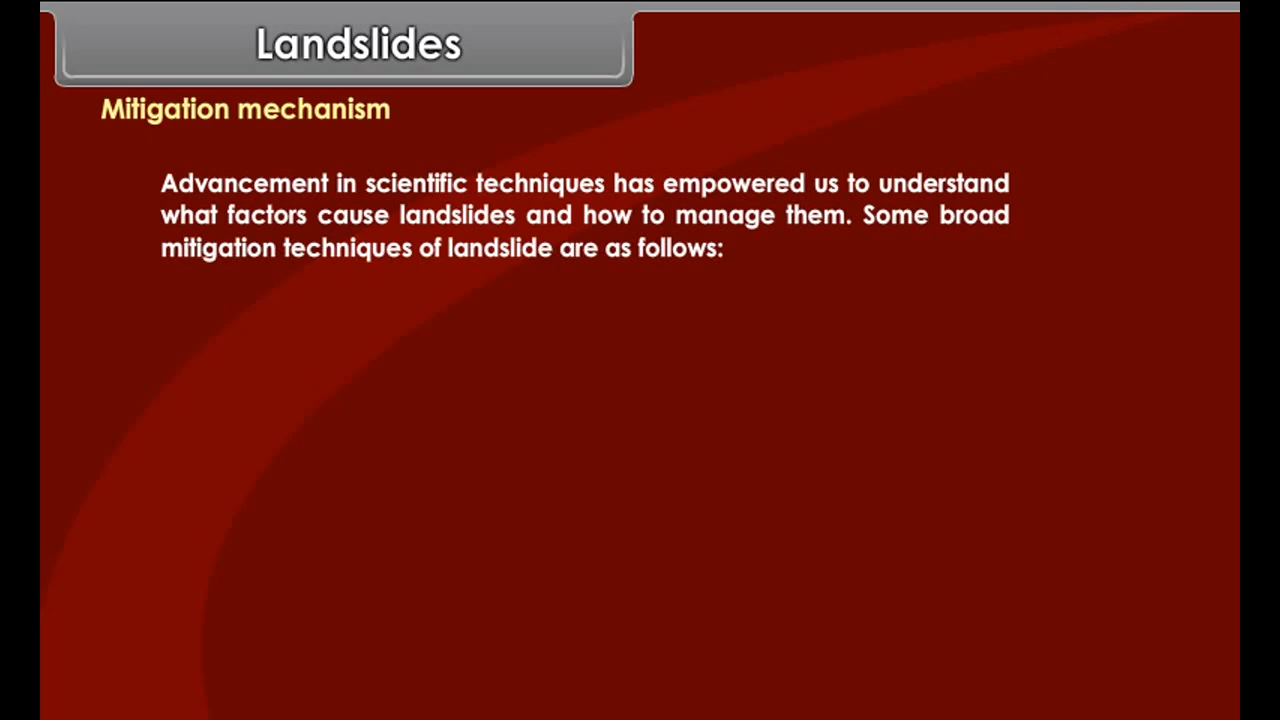 Landslides
Mitigation mechanism
Advancement in scientific techniques has empowered us to understand
what factors cause landslides and how to manage them. Some broad
mitigation techniques of landslide are as follows: